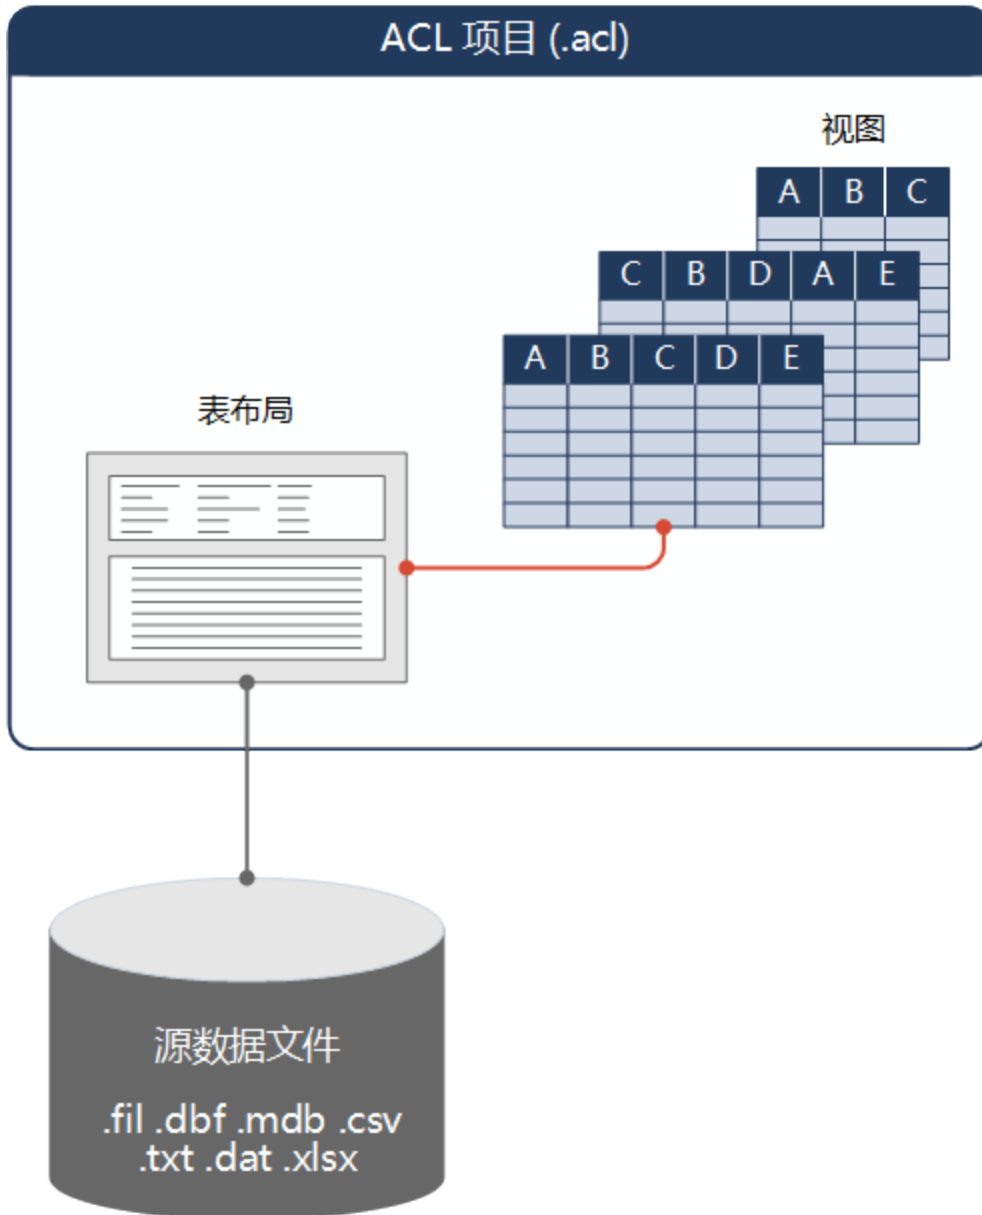 ACL 项目 (.acl)
视图
A B C
C B D A E
A B C D E
表布局
源数据文件
.fil .dbf .mdb .csv
.txt .dat .xlsx